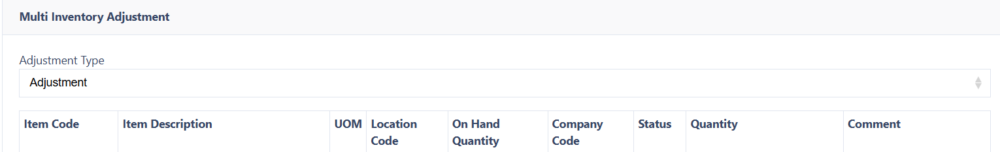 Multi Inventory Adjustment
Adjustment Type
Adjustment
Item Code Item Description UOM Location Code On Hand Quantity Company Code Status Quantity Comment